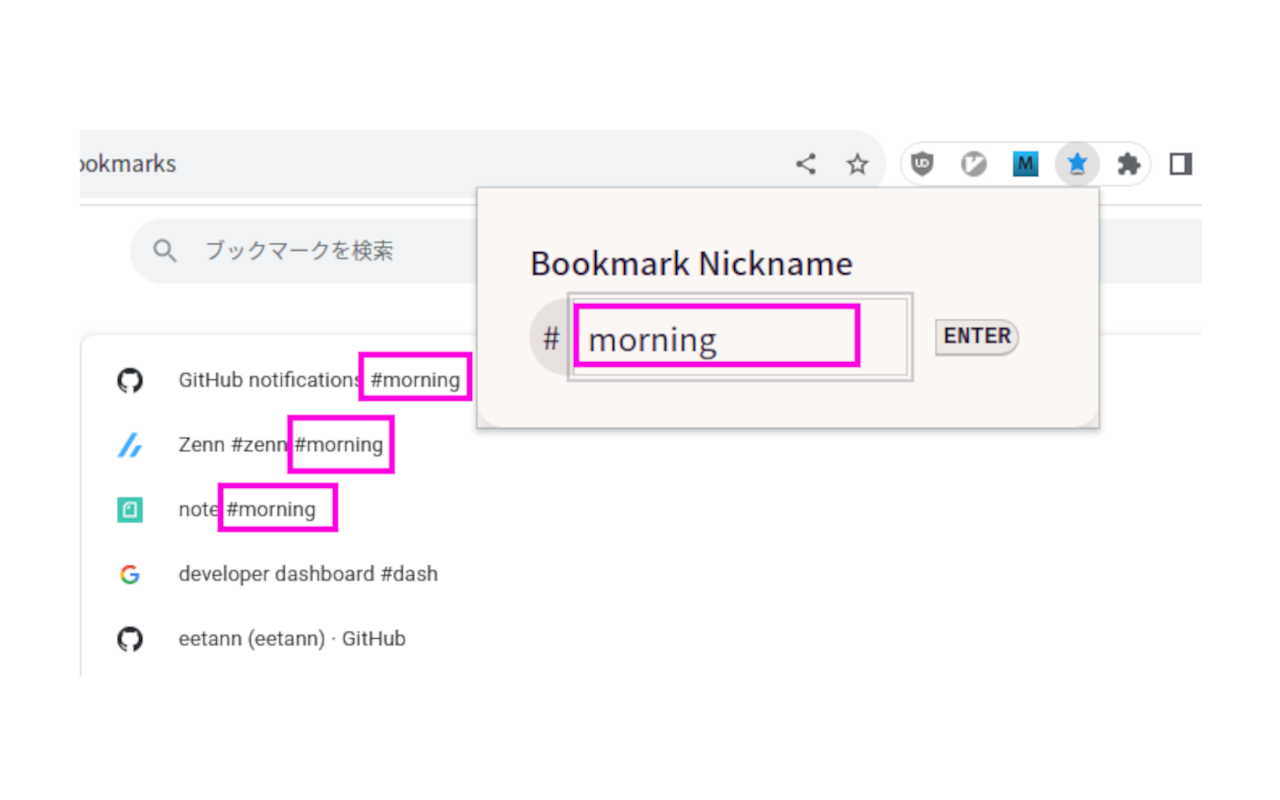 ookmarks
ブックマークを検索
Bookmark Nickname
# morning
ENTER
GitHub notifications #morning
Zenn #zenn #morning
note #morning
developer dashboard #dash
eetann (eetann) · GitHub
UO
M